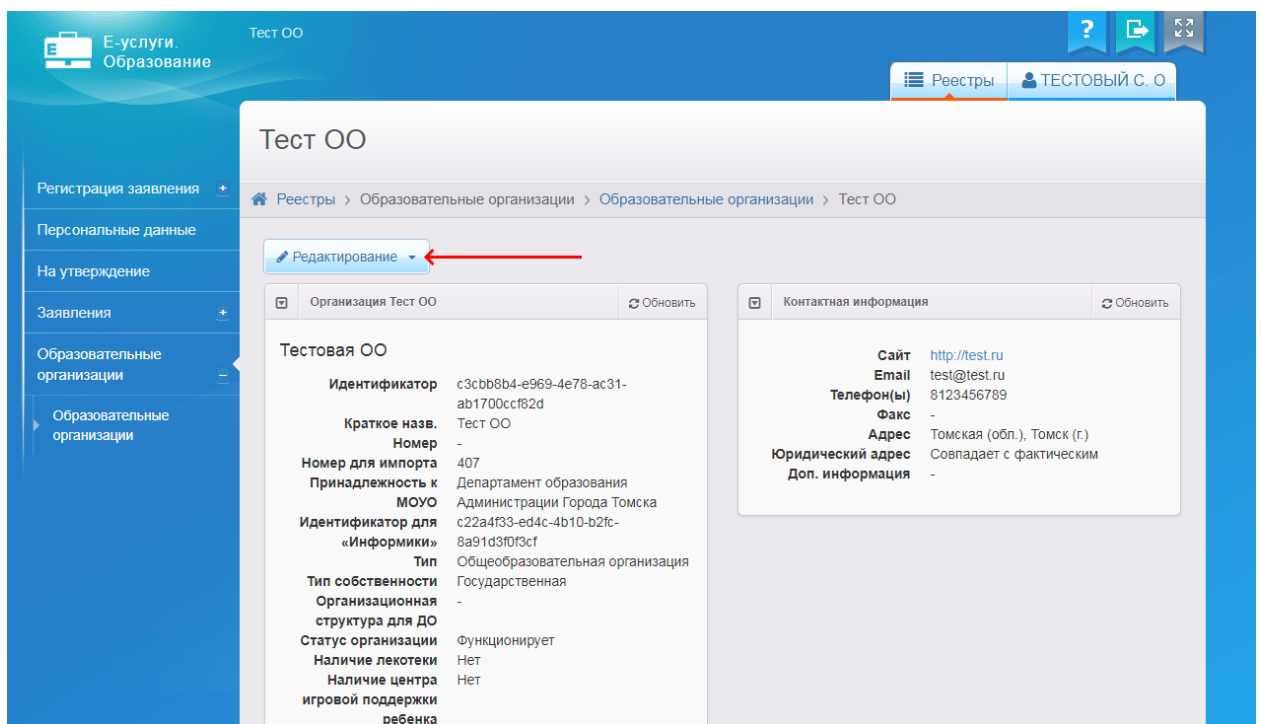 Е-услуги.
Образование
Тест ОО
?
Реестры
ТЕСТОВЫЙ С. О
Тест ОО
Регистрация заявления
Персональные данные
На утверждение
Заявления
Образовательные
организации
Образовательные
организации
Реестры > Образовательные организации > Образовательные организации > Тест ОО
Редактирование
Организация Тест ОО
Обновить
Тестовая ОО
Идентификатор c3cbb8b4-e969-4e78-ac31-
ab1700ccf82d
Краткое назв. Тест ОО
Номер -
Номер для импорта 407
Принадлежность к Департамент образования
МОУО Администрации Города Томска
Идентификатор для c22a4f33-ed4c-4b10-b2fc-
«Информики» 8a91d3f0f3cf
Тип Общеобразовательная организация
Тип собственности Государственная
Организационная -
структура для ДО
Статус организации Функционирует
Наличие лекотеки Нет
Наличие центра Нет
игровой поддержки
ребенка
Контактная информация
Обновить
Сайт http://test.ru
Email test@test.ru
Телефон(ы) 8123456789
Факс -
Адрес Томская (обл.), Томск (г.)
Юридический адрес Совпадает с фактическим
Доп. информация -